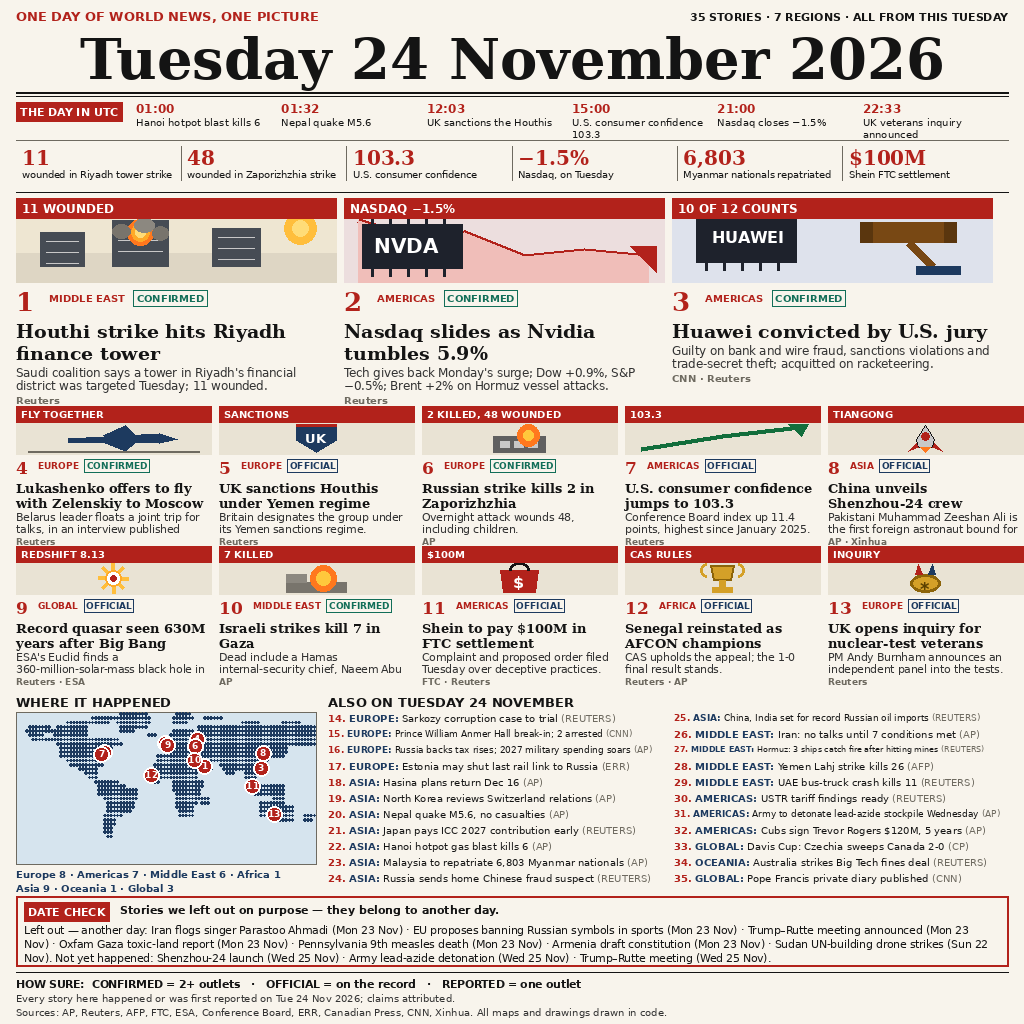 ONE DAY OF WORLD NEWS, ONE PICTURE
35 STORIES · 7 REGIONS · ALL FROM THIS TUESDAY
Tuesday 24 November 2026
THE DAY IN UTC
01:00
Hanoi hotpot blast kills 6
01:32
Nepal quake M5.6
12:03
UK sanctions the Houthis
15:00
U.S. consumer confidence
103.3
21:00
Nasdaq closes −1.5%
22:33
UK veterans inquiry
announced
11
wounded in Riyadh tower strike
48
wounded in Zaporizhzhia strike
103.3
U.S. consumer confidence
−1.5%
Nasdaq, on Tuesday
6,803
Myanmar nationals repatriated
$100M
Shein FTC settlement
11 WOUNDED
1 MIDDLE EAST CONFIRMED
Houthi strike hits Riyadh
finance tower
Saudi coalition says a tower in Riyadh's financial
district was targeted Tuesday; 11 wounded.
Reuters
NASDAQ −1.5%
NVDA
2 AMERICAS CONFIRMED
Nasdaq slides as Nvidia
tumbles 5.9%
Tech gives back Monday's surge; Dow +0.9%, S&P
−0.5%; Brent +2% on Hormuz vessel attacks.
Reuters
10 OF 12 COUNTS
HUAWEI
3 AMERICAS CONFIRMED
Huawei convicted by U.S. jury
Guilty on bank and wire fraud, sanctions violations and
trade-secret theft; acquitted on racketeering.
CNN · Reuters
FLY TOGETHER
4 EUROPE CONFIRMED
Lukashenko offers to fly
with Zelenskiy to Moscow
Belarus leader floats a joint trip for
talks, in an interview published
Reuters
SANCTIONS
UK
5 EUROPE OFFICIAL
UK sanctions Houthis
under Yemen regime
Britain designates the group under
its Yemen sanctions regime.
Reuters
2 KILLED, 48 WOUNDED
6 EUROPE CONFIRMED
Russian strike kills 2 in
Zaporizhzhia
Overnight attack wounds 48,
including children.
AP
103.3
7 AMERICAS OFFICIAL
U.S. consumer confidence
jumps to 103.3
Conference Board index up 11.4
points, highest since January 2025.
Reuters
TIANGONG
8 ASIA OFFICIAL
China unveils
Shenzhou-24 crew
Pakistani Muhammad Zeeshan Ali is
the first foreign astronaut bound for
AP · Xinhua
REDSHIFT 8.13
9 GLOBAL OFFICIAL
Record quasar seen 630M
years after Big Bang
ESA's Euclid finds a
360-million-solar-mass black hole in
Reuters · ESA
7 KILLED
10 MIDDLE EAST CONFIRMED
Israeli strikes kill 7 in
Gaza
Dead include a Hamas
internal-security chief, Naeem Abu
AP
$100M
$
11 AMERICAS OFFICIAL
Shein to pay $100M in
FTC settlement
Complaint and proposed order filed
Tuesday over deceptive practices.
FTC · Reuters
CAS RULES
12 AFRICA OFFICIAL
Senegal reinstated as
AFCON champions
CAS upholds the appeal; the 1-0
final result stands.
Reuters · AP
INQUIRY
13 EUROPE OFFICIAL
UK opens inquiry for
nuclear-test veterans
PM Andy Burnham announces an
independent panel into the tests.
Reuters
WHERE IT HAPPENED
7
9
4
6
10
1
12
8
3
11
13
Europe 8 · Americas 7 · Middle East 6 · Africa 1
Asia 9 · Oceania 1 · Global 3
ALSO ON TUESDAY 24 NOVEMBER
14. EUROPE: Sarkozy corruption case to trial (REUTERS)
15. EUROPE: Prince William Anmer Hall break-in; 2 arrested (CNN)
16. EUROPE: Russia backs tax rises; 2027 military spending soars (AP)
17. EUROPE: Estonia may shut last rail link to Russia (ERR)
18. ASIA: Hasina plans return Dec 16 (AP)
19. ASIA: North Korea reviews Switzerland relations (AP)
20. ASIA: Nepal quake M5.6, no casualties (AP)
21. ASIA: Japan pays ICC 2027 contribution early (REUTERS)
22. ASIA: Hanoi hotpot gas blast kills 6 (AP)
23. ASIA: Malaysia to repatriate 6,803 Myanmar nationals (AP)
24. ASIA: Russia sends home Chinese fraud suspect (REUTERS)
25. ASIA: China, India set for record Russian oil imports (REUTERS)
26. MIDDLE EAST: Iran: no talks until 7 conditions met (AP)
27. MIDDLE EAST: Hormuz: 3 ships catch fire after hitting mines (REUTERS)
28. MIDDLE EAST: Yemen Lahj strike kills 26 (AFP)
29. MIDDLE EAST: UAE bus-truck crash kills 11 (REUTERS)
30. AMERICAS: USTR tariff findings ready (REUTERS)
31. AMERICAS: Army to detonate lead-azide stockpile Wednesday (AP)
32. AMERICAS: Cubs sign Trevor Rogers $120M, 5 years (AP)
33. GLOBAL: Davis Cup: Czechia sweeps Canada 2-0 (CP)
34. OCEANIA: Australia strikes Big Tech fines deal (REUTERS)
35. GLOBAL: Pope Francis private diary published (CNN)
DATE CHECK
Stories we left out on purpose — they belong to another day.
Left out — another day: Iran flogs singer Parastoo Ahmadi (Mon 23 Nov) · EU proposes banning Russian symbols in sports (Mon 23 Nov) · Trump–Rutte meeting announced (Mon 23
Nov) · Oxfam Gaza toxic-land report (Mon 23 Nov) · Pennsylvania 9th measles death (Mon 23 Nov) · Armenia draft constitution (Mon 23 Nov) · Sudan UN-building drone strikes (Sun 22
Nov). Not yet happened: Shenzhou-24 launch (Wed 25 Nov) · Army lead-azide detonation (Wed 25 Nov) · Trump–Rutte meeting (Wed 25 Nov).
HOW SURE: CONFIRMED = 2+ outlets · OFFICIAL = on the record · REPORTED = one outlet
Every story here happened or was first reported on Tue 24 Nov 2026; claims attributed.
Sources: AP, Reuters, AFP, FTC, ESA, Conference Board, ERR, Canadian Press, CNN, Xinhua. All maps and drawings drawn in code.